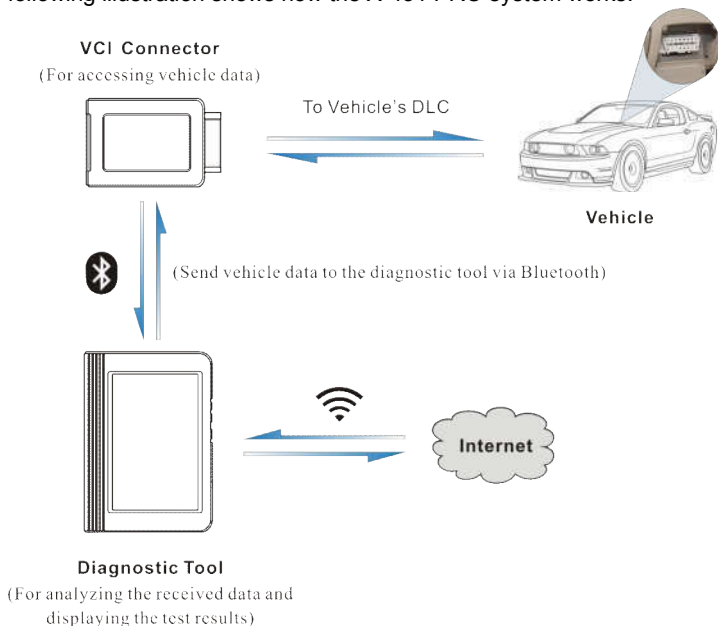 VCI Connector
(For accessing vehicle data)
To Vehicle's DLC
Vehicle
(Send vehicle data to the diagnostic tool via Bluetooth)
Internet
Diagnostic Tool
(For analyzing the received data and
displaying the test results)